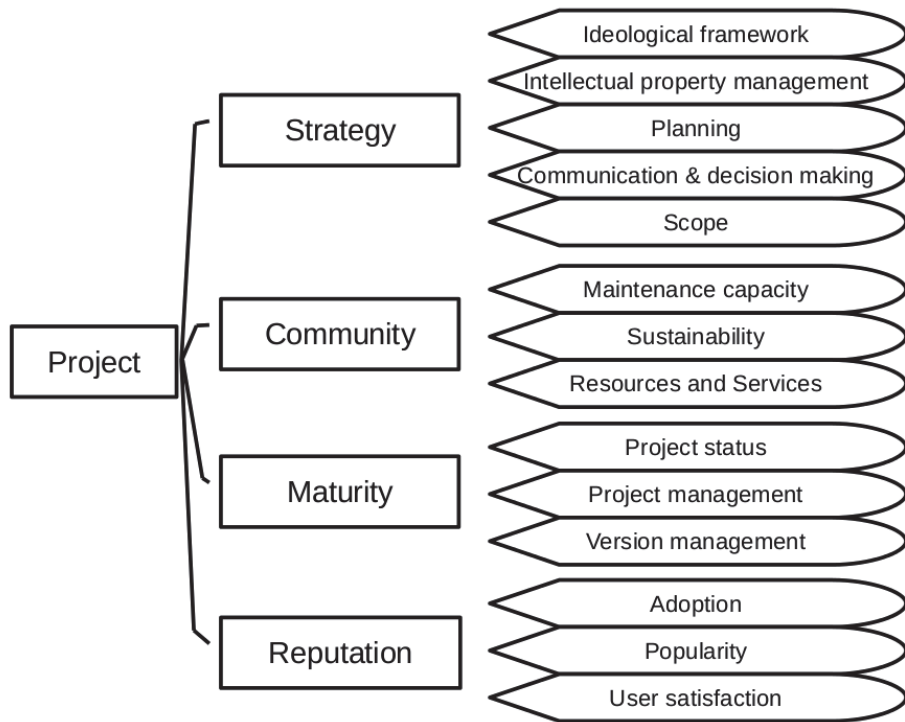 Project
Strategy
Ideological framework
Intellectual property management
Planning
Communication & decision making
Scope
Community
Maintenance capacity
Sustainability
Resources and Services
Maturity
Project status
Project management
Version management
Reputation
Adoption
Popularity
User satisfaction